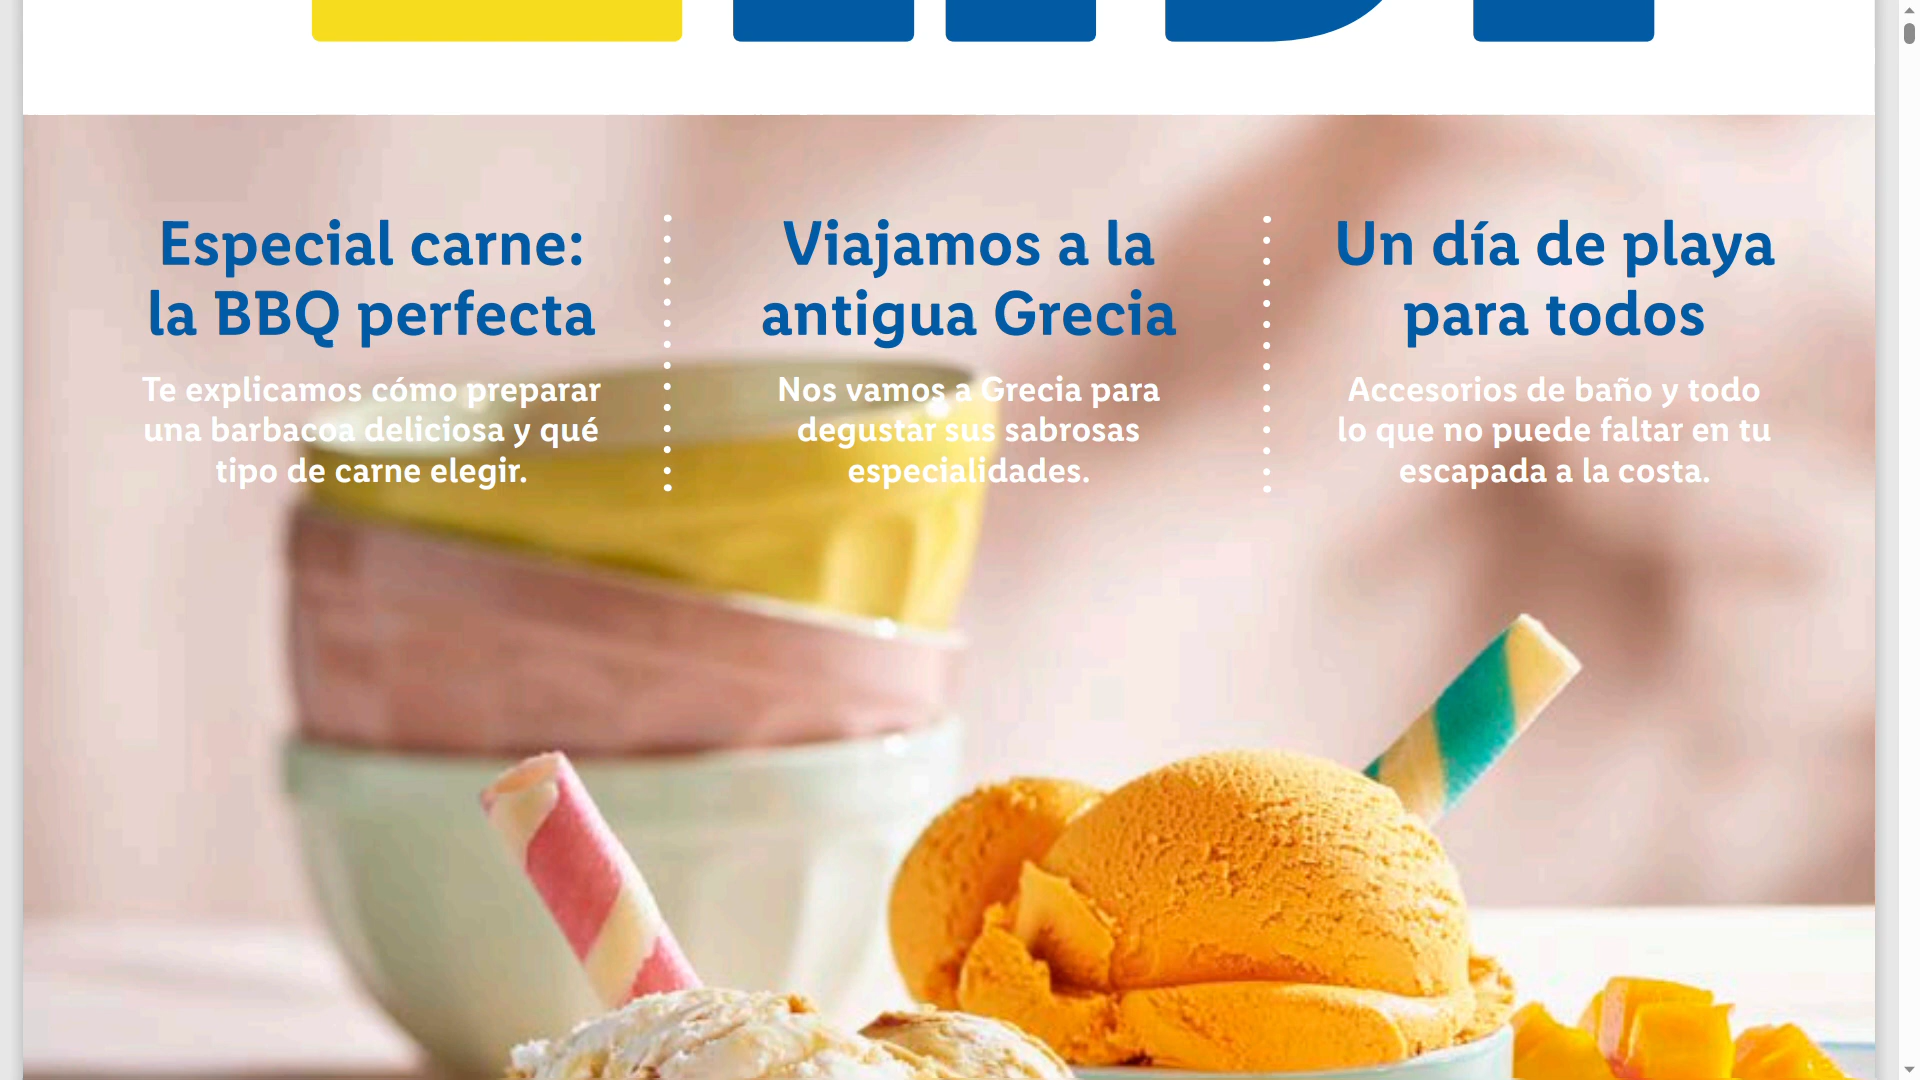 Especial carne:
la BBQ perfecta
Te explicamos cómo preparar
una barbacoa deliciosa y qué
tipo de carne elegir.
Viajamos a la
antigua Grecia
Nos vamos a Grecia para
degustar sus sabrosas
especialidades.
Un día de playa
para todos
Accesorios de baño y todo
lo que no puede faltar en tu
escapada a la costa.